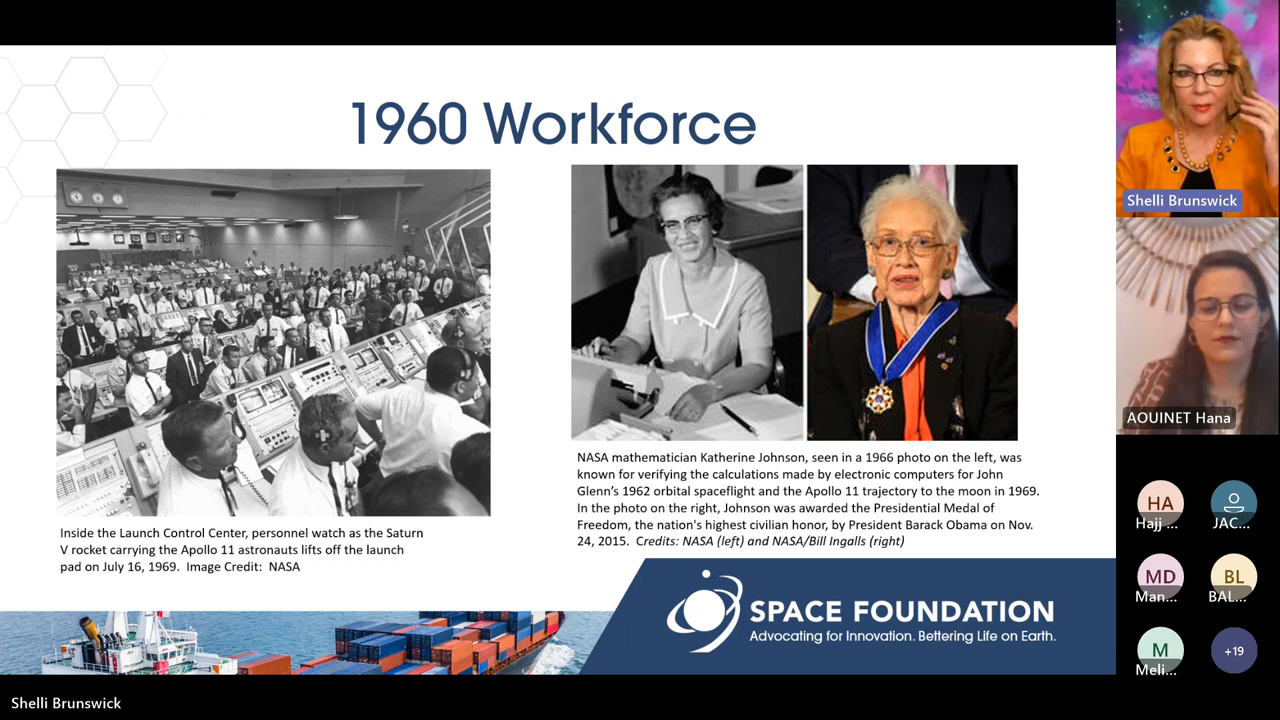 1960 Workforce
Inside the Launch Control Center, personnel watch as the Saturn
V rocket carrying the Apollo 11 astronauts lifts off the launch
pad on July 16, 1969.  Image Credit:  NASA
NASA mathematician Katherine Johnson, seen in a 1966 photo on the left, was
known for verifying the calculations made by electronic computers for John
Glenn’s 1962 orbital spaceflight and the Apollo 11 trajectory to the moon in 1969.
In the photo on the right, Johnson was awarded the Presidential Medal of
Freedom, the nation's highest civilian honor, by President Barack Obama on Nov.
24, 2015.  Credits: NASA (left) and NASA/Bill Ingalls (right)
SPACE FOUNDATION
Advocating for Innovation. Bettering Life on Earth.
Shelli Brunswick
AOUINET Hana
HA
Hajj ...
JAC...
MD
Man...
BL
BAL...
M
Meli...
+19
Shelli Brunswick